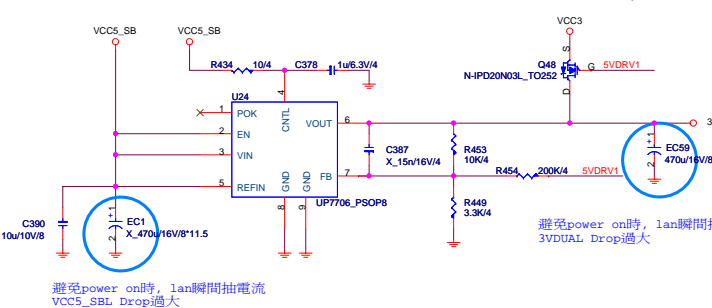 VCC3
VCC5_SB
VCC5_SB
R434
10/4
C378
1u/6.3V/4
Q48
N-IPD20N03L_TO252
S
G
D
5VDRV1
U24
4
1
POK
CNTL
VOUT
6
3
2
EN
3
VIN
C387
X_15n/16V/4
R453
10K/4
1
EC59
470u/16V/8
2
FB
7
R454
200K/4
5VDRV1
5
REFIN
GND
GND
UP7706_PSOP8
8
9
R449
3.3K/4
C390
10u/10V/8
1
EC1
X_470u/16V/8*11.5
2
避免power on時, lan瞬間
3VDUAL Drop過大
避免power on時, lan瞬間抽電流
VCC5_SBL Drop過大